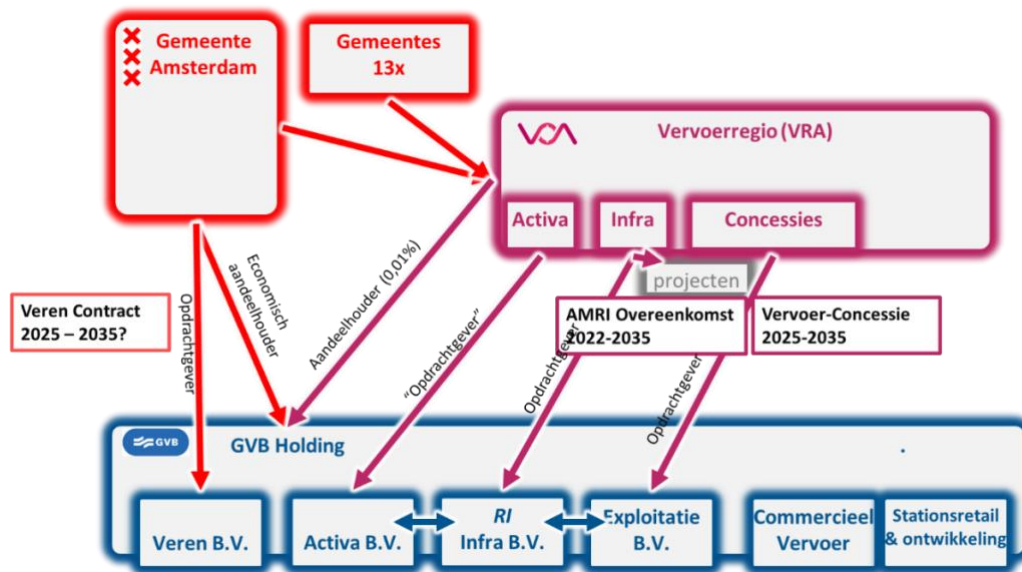 Gemeente
Amsterdam
Gemeentes
13x
Vervoerregio (VRA)
Activa
Infra
Concessies
projecten
Veren Contract
2025 – 2035?
Opdrachtgever
Economisch
aandeelhouder
Aandeelhouder (0,01%)
“Opdrachtgever”
Opdrachtgever
AMRI Overeenkomst
2022-2035
Opdrachtgever
Vervoer-Concessie
2025-2035
GVB
GVB Holding
.
Veren B.V.
Activa B.V.
RI
Infra B.V.
Exploitatie
B.V.
Commercieel
Vervoer
Stationsretail
& ontwikkeling